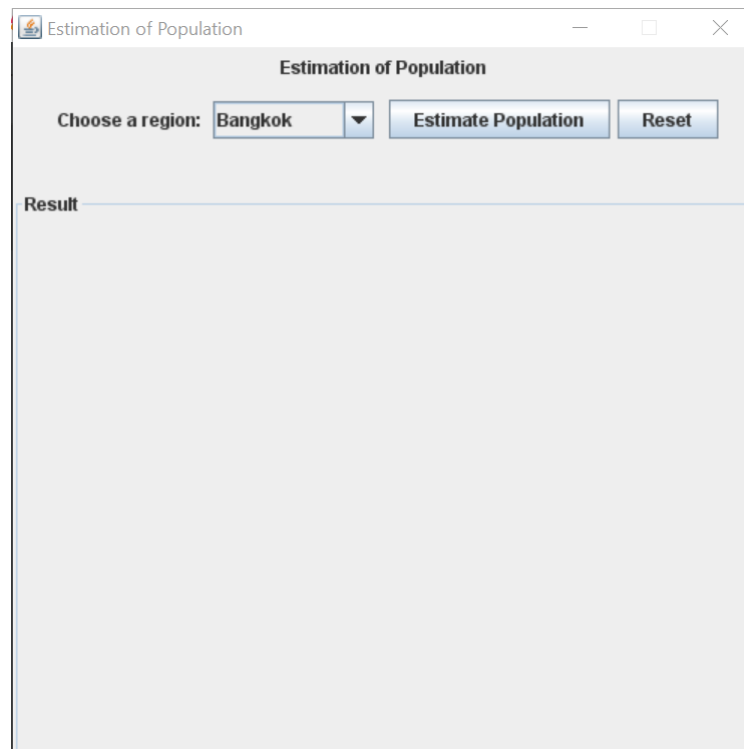 Estimation of Population
Estimation of Population
Choose a region: Bangkok Estimate Population Reset
Result